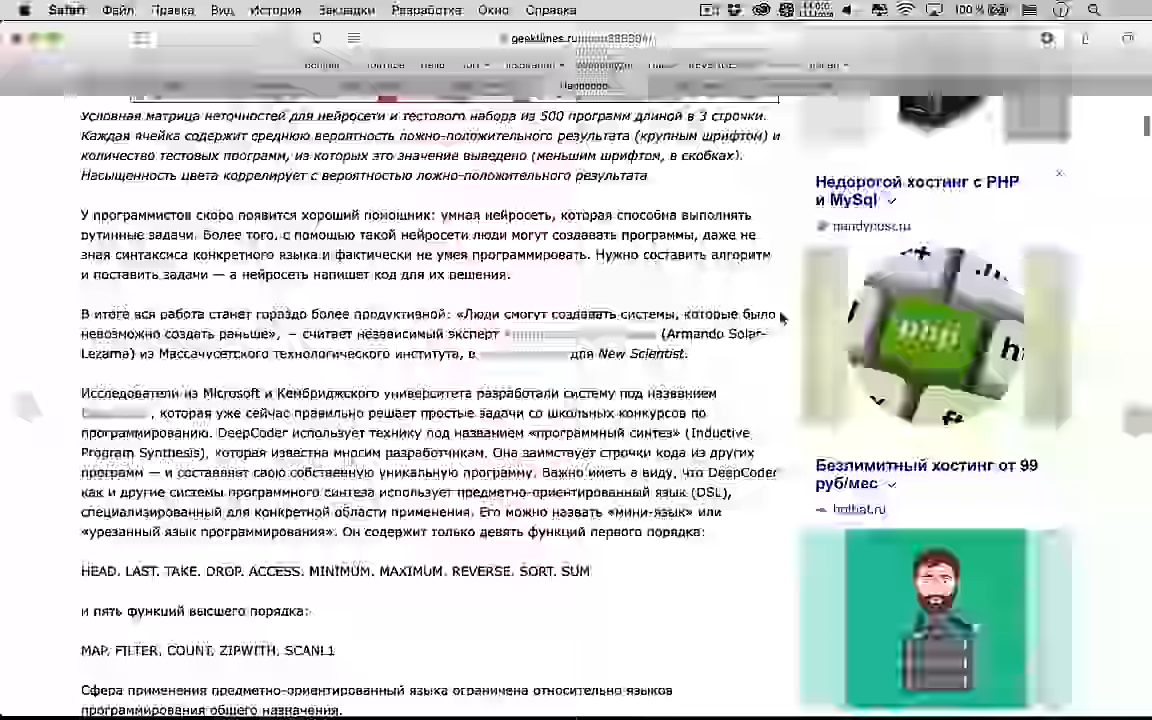 Safari Файл Правка Вид История Закладки Разработка Окно Справка 100 %
geektimes.ru
Условная матрица неточностей для нейросети и тестового набора из 500 программ длиной в 3 строчки.
Каждая ячейка содержит среднюю вероятность ложно-положительного результата (крупным шрифтом) и
количество тестовых программ, из которых это значение выведено (меньшим шрифтом, в скобках).
Насыщенность цвета коррелирует с вероятностью ложно-положительного результата
У программистов скоро появится хороший помощник: умная нейросеть, которая способна выполнять
рутинные задачи. Более того, с помощью такой нейросети люди могут создавать программы, даже не
зная синтаксиса конкретного языка и фактически не умея программировать. Нужно составить алгоритм
и поставить задачи — а нейросеть напишет код для их решения.
В итоге вся работа станет гораздо более продуктивной: «Люди смогут создавать системы, которые было
невозможно создать раньше», — считает независимый эксперт (Armando Solar-
Lezama) из Массачусетского технологического института, в для New Scientist.
Исследователи из Microsoft и Кембриджского университета разработали систему под названием
, которая уже сейчас правильно решает простые задачи со школьных конкурсов по
программированию. DeepCoder использует технику под названием «программный синтез» (Inductive
Program Synthesis), которая известна многим разработчикам. Она заимствует строчки кода из других
программ — и составляет свою собственную уникальную программу. Важно иметь в виду, что DeepCoder
как и другие системы программного синтеза использует предметно-ориентированный язык (DSL),
специализированный для конкретной области применения. Его можно назвать «мини-язык» или
«урезанный язык программирования». Он содержит только девять функций первого порядка:
HEAD, LAST, TAKE, DROP, ACCESS, MINIMUM, MAXIMUM, REVERSE, SORT, SUM
и пять функций высшего порядка:
MAP, FILTER, COUNT, ZIPWITH, SCANL1
Сфера применения предметно-ориентированный языка ограничена относительно языков
программирования общего назначения.
Недорогой хостинг с PHP
и MySql
php
Безлимитный хостинг от 99
руб/мес